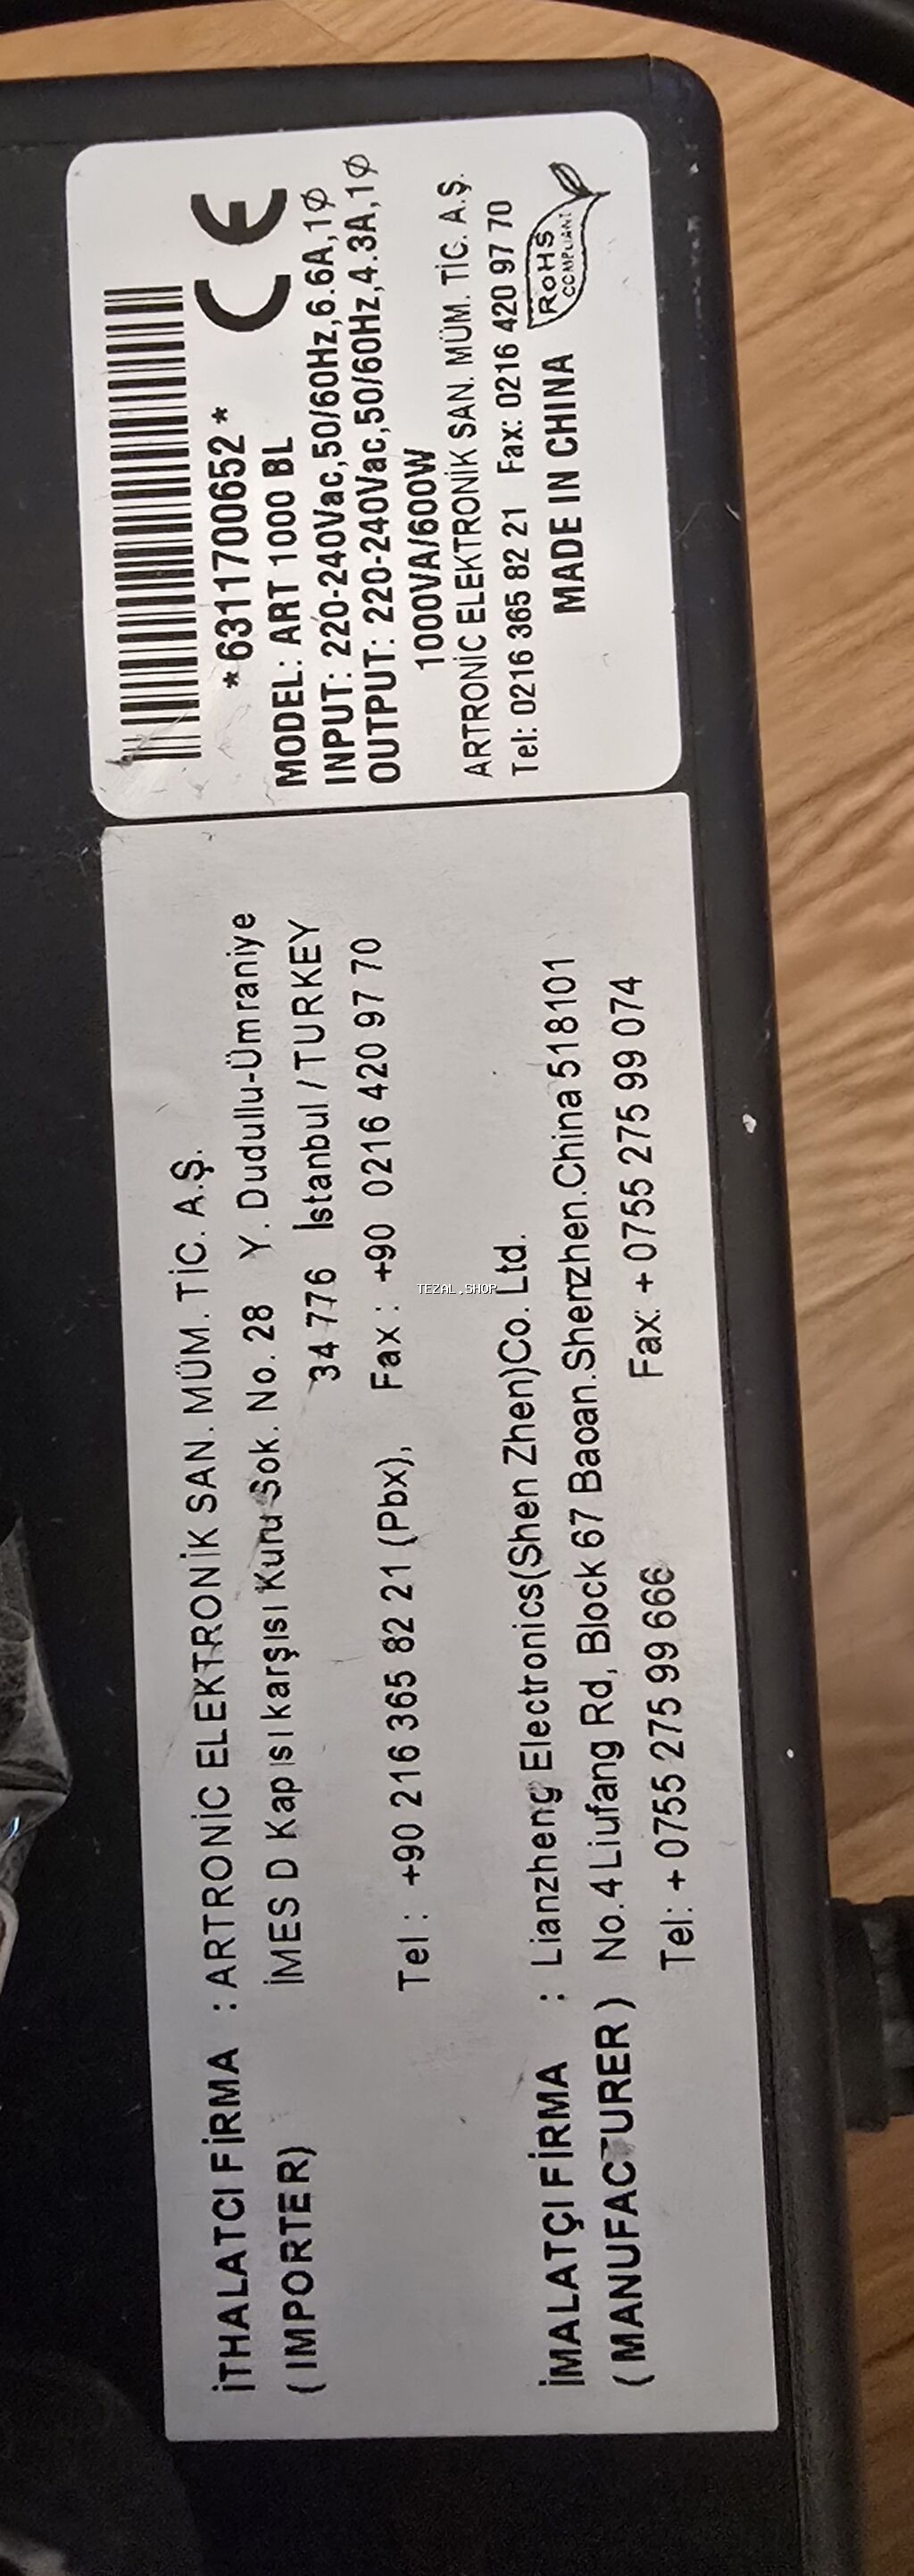 *6311700652*
CE
MODEL: ART 1000 BL
INPUT: 220-240Vac,50/60Hz,6.6A,1Ø
OUTPUT: 220-240Vac,50/60Hz,4.3A,1Ø
1000VA/600W
ARTRONİC ELEKTRONİK SAN. MÜM. TİC. A.Ş.
Tel: 0216 365 82 21 Fax: 0216 420 97 70
MADE IN CHINA
RoHS
COMPLIANT
İTHALATCI FİRMA : ARTRONİC ELEKTRONİK SAN. MÜM. TİC. A.Ş.
(IMPORTER) İMES D Kapısı karşısı Kuru Sok. No. 28 Y. Dudullu-Ümraniye
34 776 İstanbul / TURKEY
Tel : +90 216 365 82 21 (Pbx), Fax : +90 0216 420 97 70
İMALATÇI FİRMA : Lianzheng Electronics(Shen Zhen)Co. Ltd.
(MANUFACTURER) No.4 Liufang Rd, Block 67 Baoan.Shenzhen.China 518101
Tel: +0755 275 99 666 Fax: +0755 275 99 074
TEZAL.SHOP